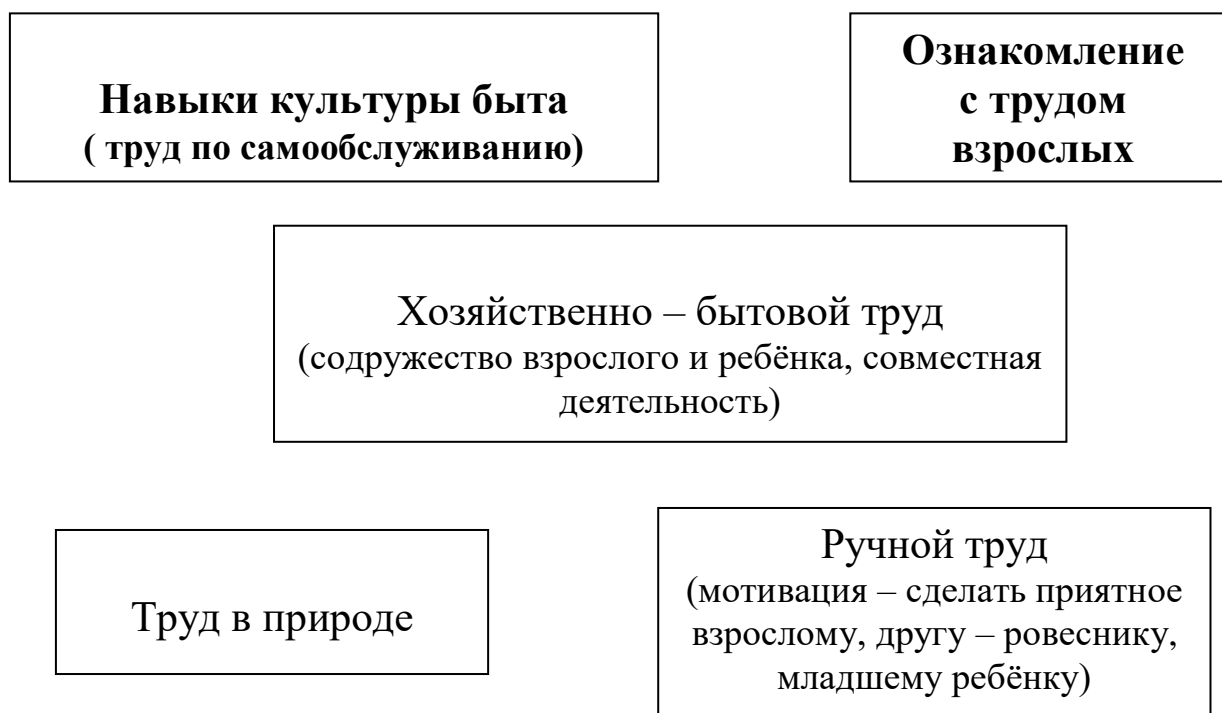 Навыки культуры быта
( труд по самообслуживанию)
Ознакомление
с трудом
взрослых
Хозяйственно – бытовой труд
(содружество взрослого и ребёнка, совместная
деятельность)
Труд в природе
Ручной труд
(мотивация – сделать приятное
взрослому, другу – ровеснику,
младшему ребёнку)